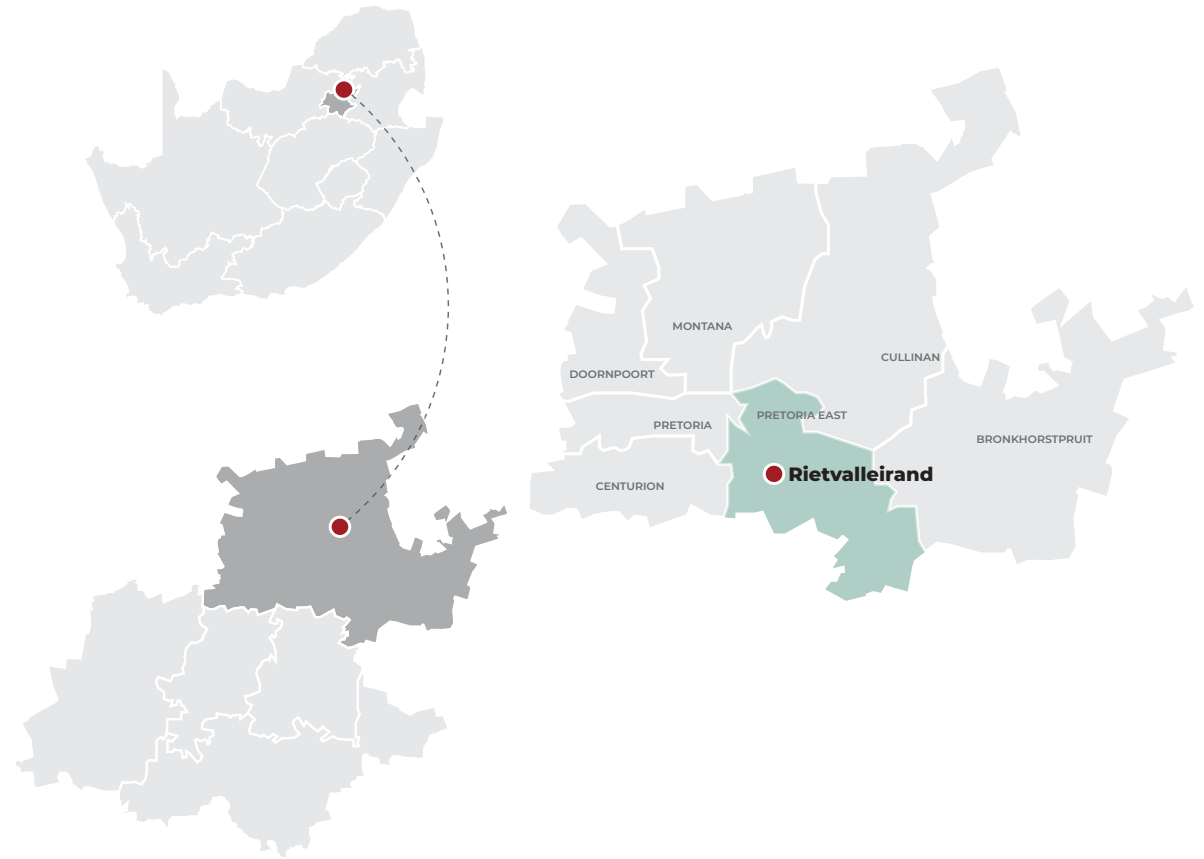 MONTANA
CULLINAN
DOORNPOORT
PRETORIA EAST
PRETORIA
BRONKHORSTPRUIT
Rietvalleirand
CENTURION